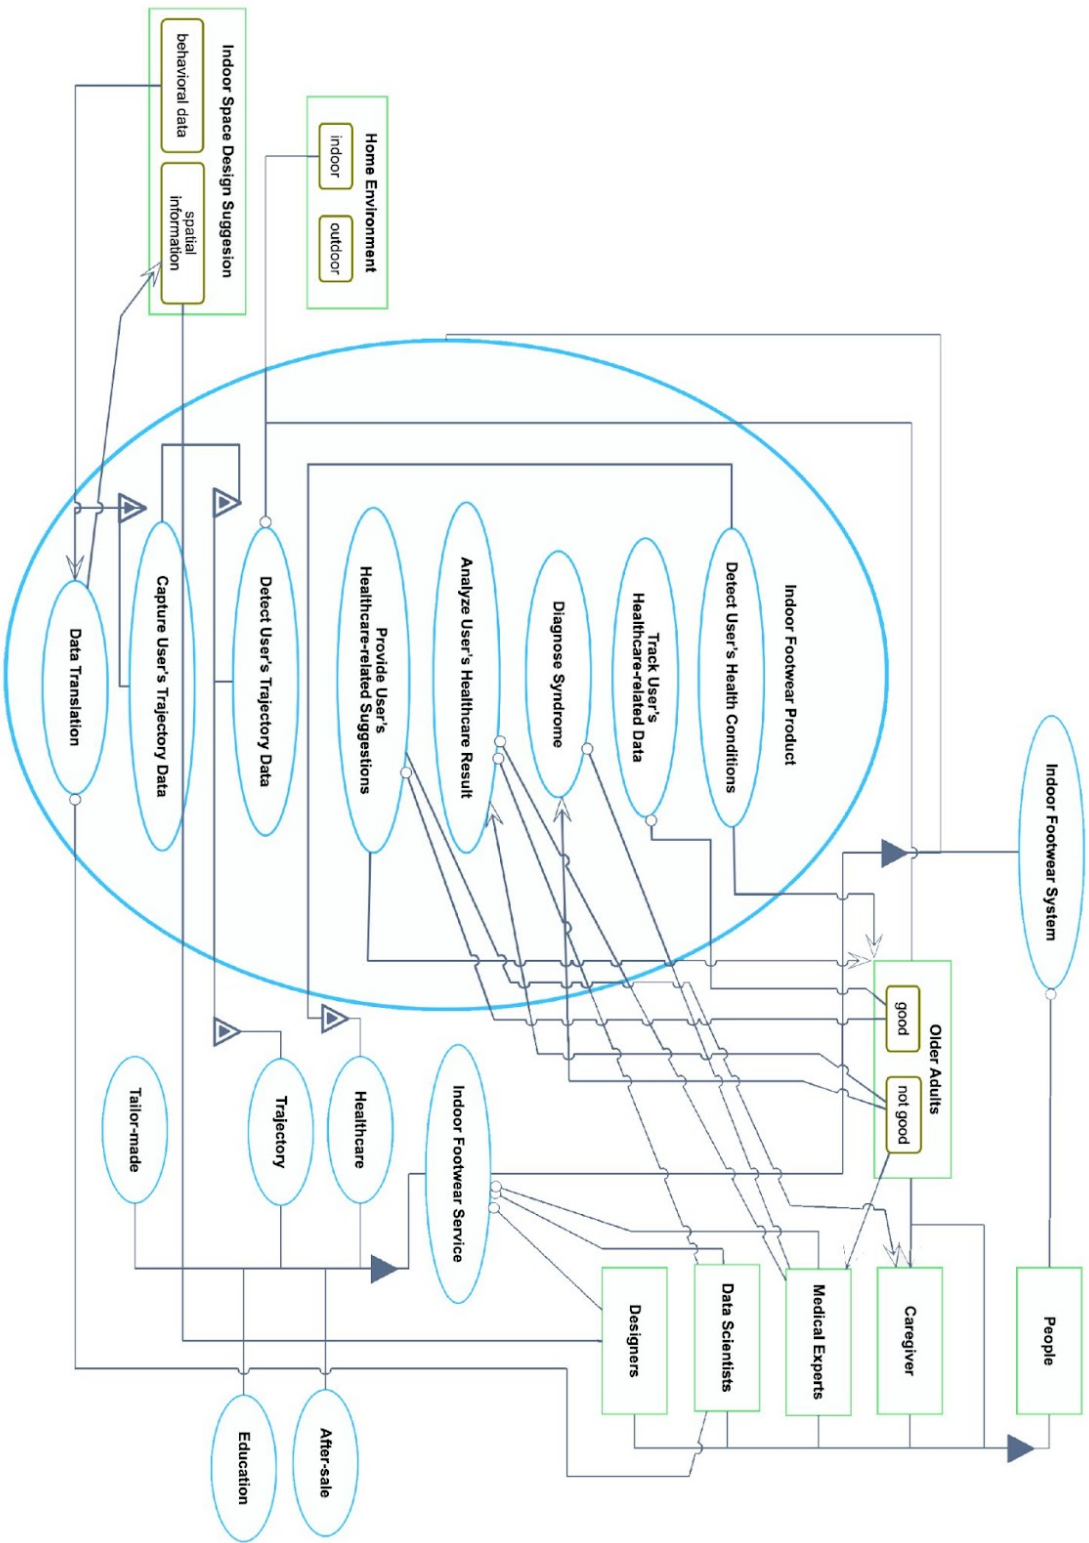 Indoor Footwear System
People
Indoor Footwear Product
Older Adults
good
not good
Caregiver
Medical Experts
Data Scientists
Designers
Detect User's Health Conditions
Track User's
Healthcare-related Data
Diagnose Syndrome
Analyze User's Healthcare Result
Provide User's
Healthcare-related Suggestions
Detect User's Trajectory Data
Capture User's Trajectory Data
Data Translation
Home Environment
indoor
outdoor
Indoor Space Design Suggesion
behavioral data
spatial
information
Indoor Footwear Service
Healthcare
Trajectory
Tailor-made
After-sale
Education